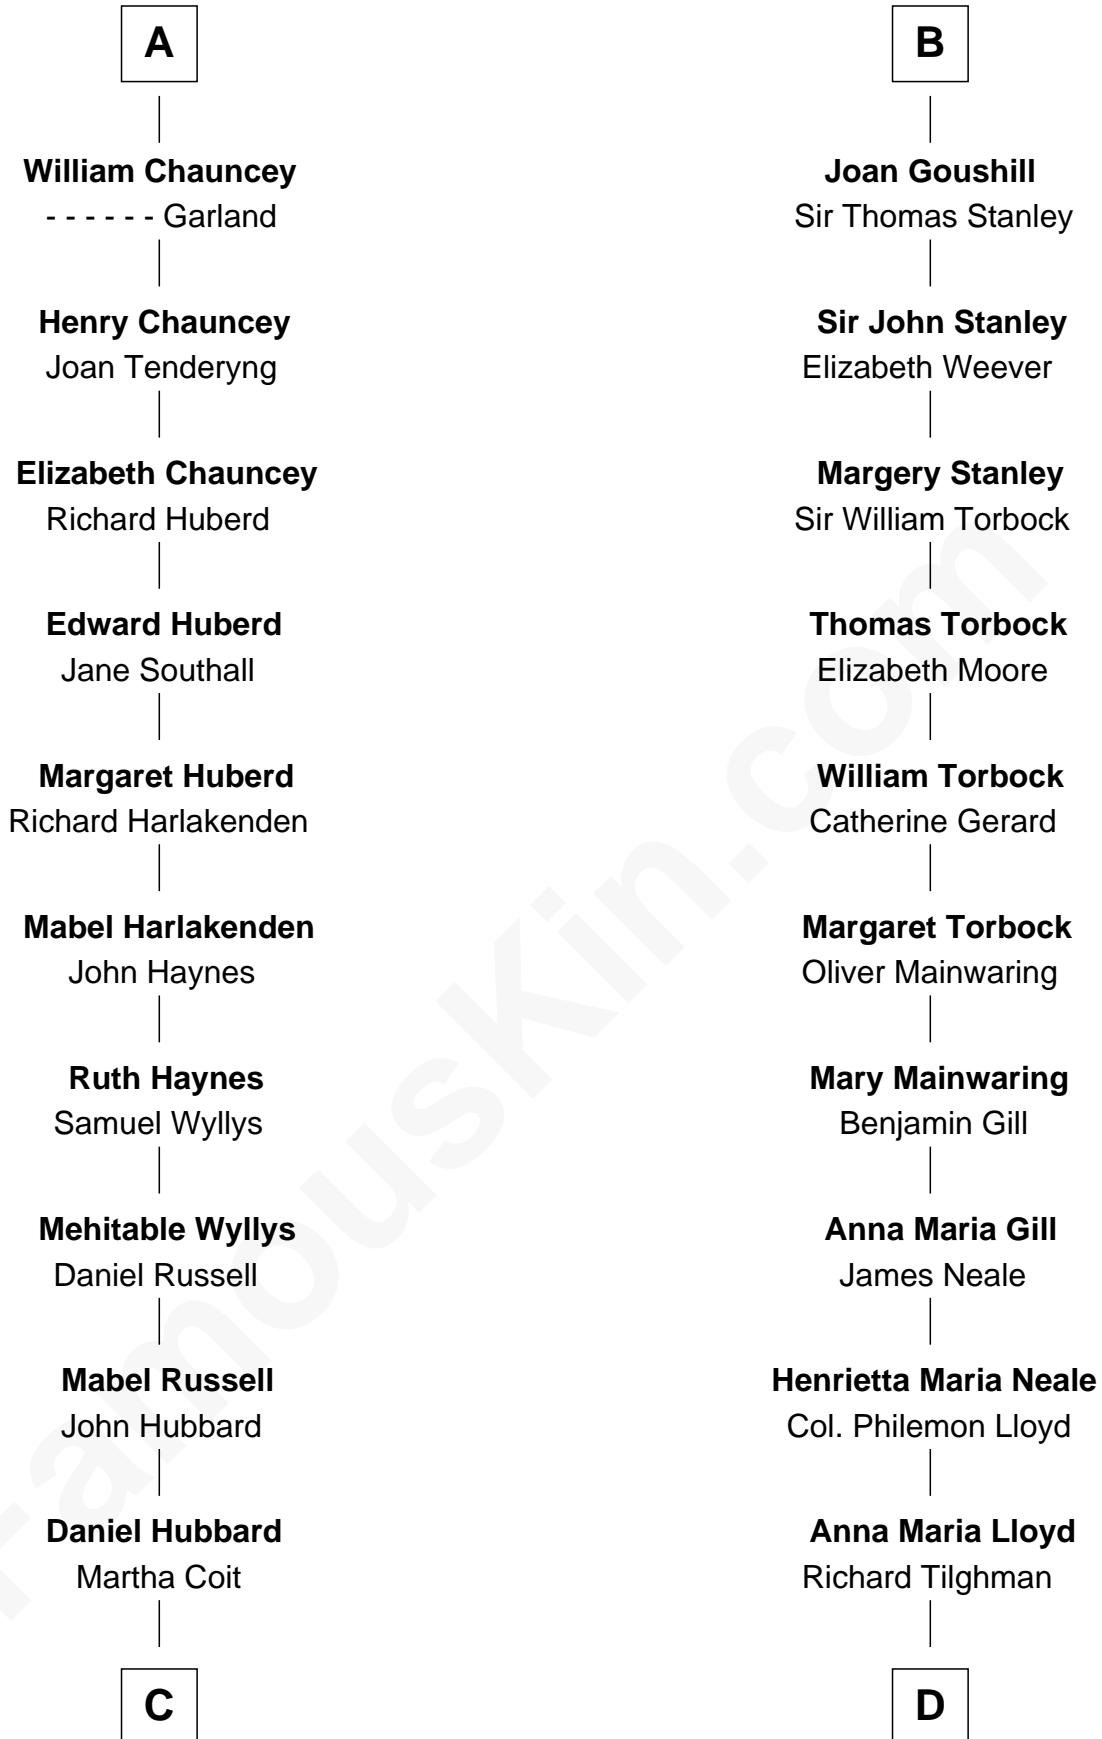 A
William Chauncey
- - - - - - Garland
Henry Chauncey
Joan Tenderyng
Elizabeth Chauncey
Richard Huberd
Edward Huberd
Jane Southall
Margaret Huberd
Richard Harlakenden
Mabel Harlakenden
John Haynes
Ruth Haynes
Samuel Wyllys
Mehitable Wyllys
Daniel Russell
Mabel Russell
John Hubbard
Daniel Hubbard
Martha Coit
C
B
Joan Goushill
Sir Thomas Stanley
Sir John Stanley
Elizabeth Weever
Margery Stanley
Sir William Torbock
Thomas Torbock
Elizabeth Moore
William Torbock
Catherine Gerard
Margaret Torbock
Oliver Mainwaring
Mary Mainwaring
Benjamin Gill
Anna Maria Gill
James Neale
Henrietta Maria Neale
Col. Philemon Lloyd
Anna Maria Lloyd
Richard Tilghman
D
FamousKin.com